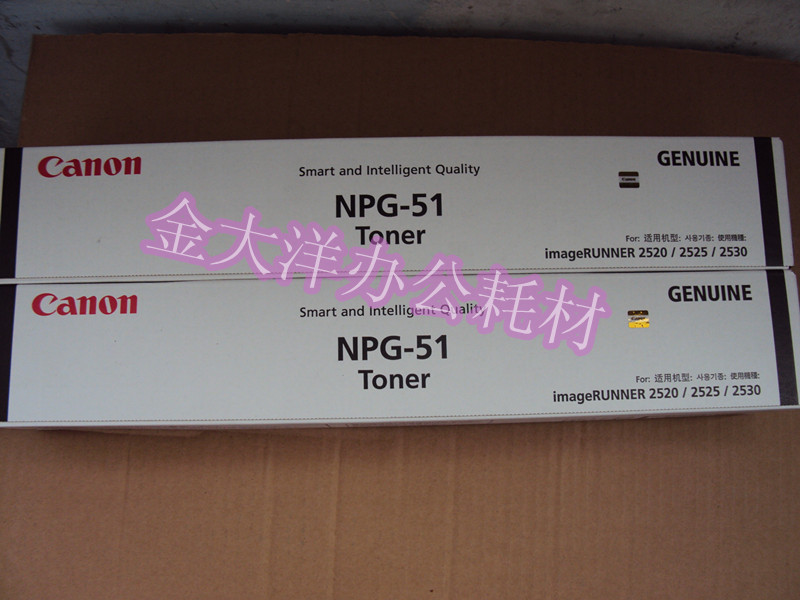 Canon
Smart and Intelligent Quality
GENUINE
Canon
NPG-51
Toner
For: 适用机型: 사용기종: 使用機種:
imageRUNNER 2520 / 2525 / 2530
金大洋办公耗材
Canon
Smart and Intelligent Quality
GENUINE
Canon
NPG-51
Toner
For: 适用机型: 사용기종: 使用機種:
imageRUNNER 2520 / 2525 / 2530